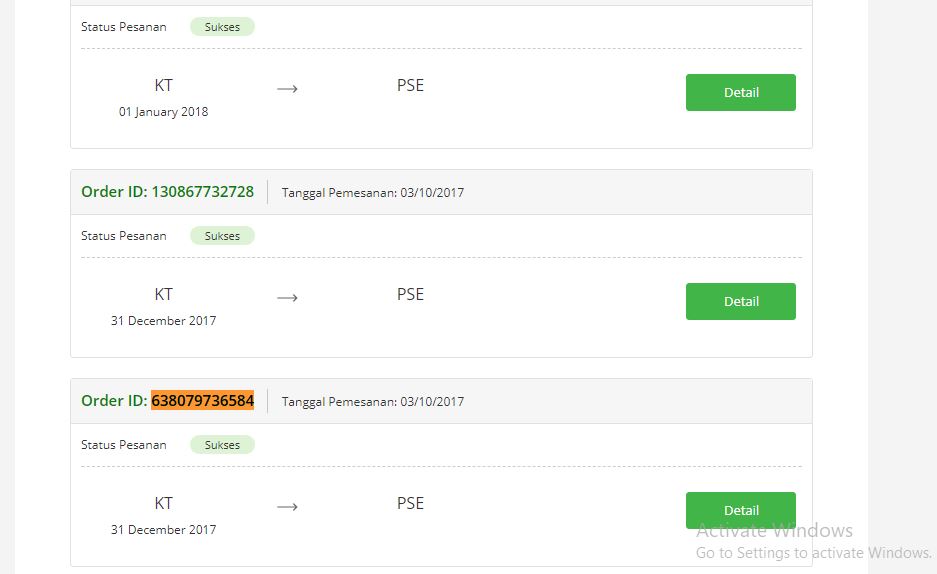 Status Pesanan Sukses
KT → PSE Detail
01 January 2018
Order ID: 130867732728 Tanggal Pemesanan: 03/10/2017
Status Pesanan Sukses
KT → PSE Detail
31 December 2017
Order ID: 638079736584 Tanggal Pemesanan: 03/10/2017
Status Pesanan Sukses
KT → PSE Detail
31 December 2017
Activate Windows
Go to Settings to activate Windows.